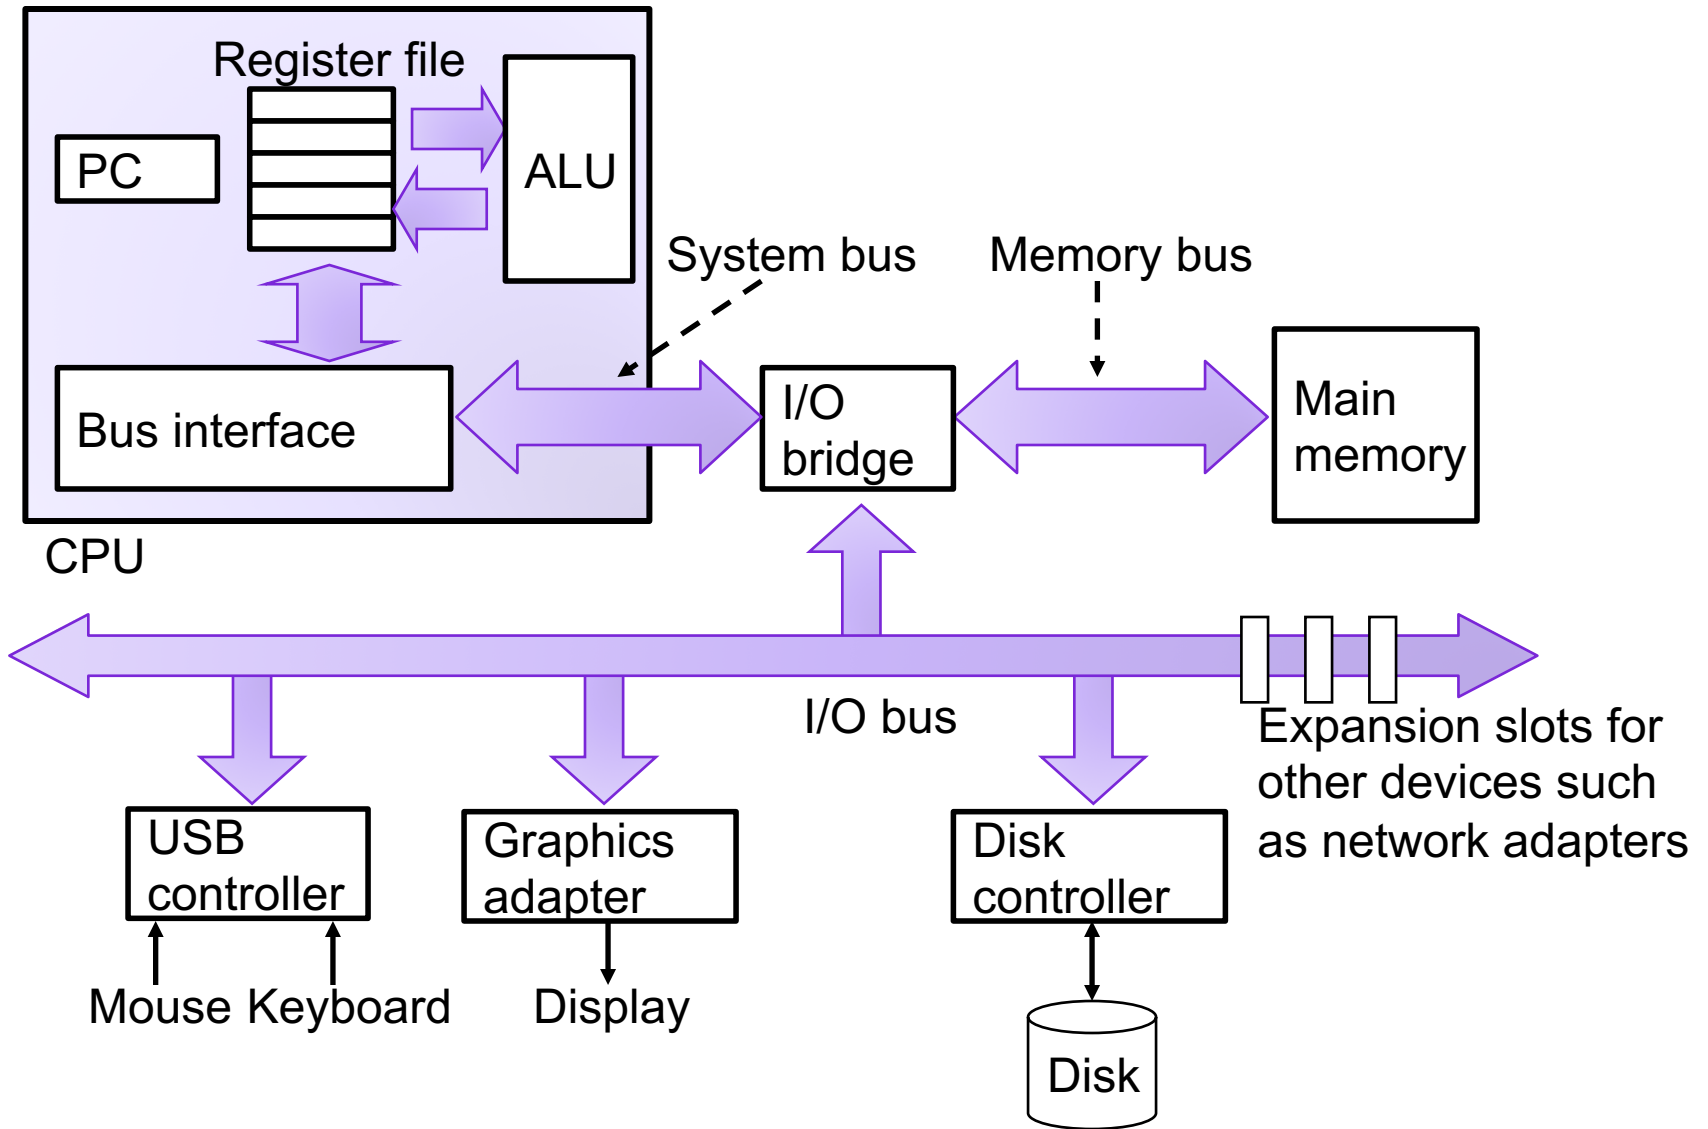 Register file
PC
ALU
System bus
Memory bus
Bus interface
I/O
bridge
Main
memory
CPU
I/O bus
Expansion slots for
other devices such
as network adapters
USB
controller
Graphics
adapter
Disk
controller
Mouse
Keyboard
Display
Disk